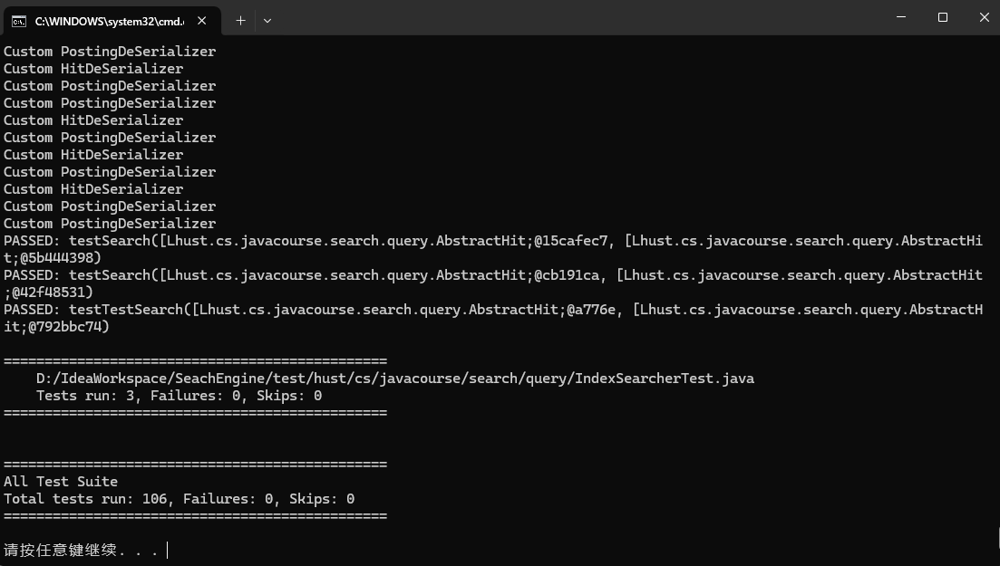 C:\WINDOWS\system32\cmd.
Custom PostingDeSerializer
Custom HitDeSerializer
Custom PostingDeSerializer
Custom PostingDeSerializer
Custom HitDeSerializer
Custom PostingDeSerializer
Custom HitDeSerializer
Custom PostingDeSerializer
Custom HitDeSerializer
Custom PostingDeSerializer
Custom PostingDeSerializer
PASSED: testSearch([Lhust.cs.javacourse.search.query.AbstractHit;@15cafec7, [Lhust.cs.javacourse.search.query.AbstractHi
t;@5b444398)
PASSED: testSearch([Lhust.cs.javacourse.search.query.AbstractHit;@cb191ca, [Lhust.cs.javacourse.search.query.AbstractHit
;@42f48531)
PASSED: testTestSearch([Lhust.cs.javacourse.search.query.AbstractHit;@a776e, [Lhust.cs.javacourse.search.query.AbstractH
it;@792bbc74)
===============================================
D:/IdeaWorkspace/SeachEngine/test/hust/cs/javacourse/search/query/IndexSearcherTest.java
Tests run: 3, Failures: 0, Skips: 0
===============================================
===============================================
All Test Suite
Total tests run: 106, Failures: 0, Skips: 0
===============================================
请按任意键继续. . .